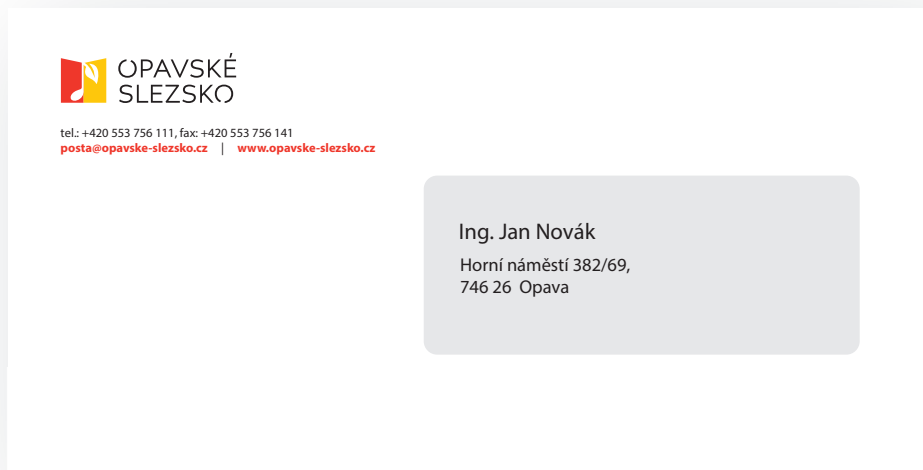 OPAVSKÉ
SLEZSKO
tel.: +420 553 756 111, fax: +420 553 756 141
posta@opavske-slezsko.cz | www.opavske-slezsko.cz
Ing. Jan Novák
Horní náměstí 382/69,
746 26 Opava